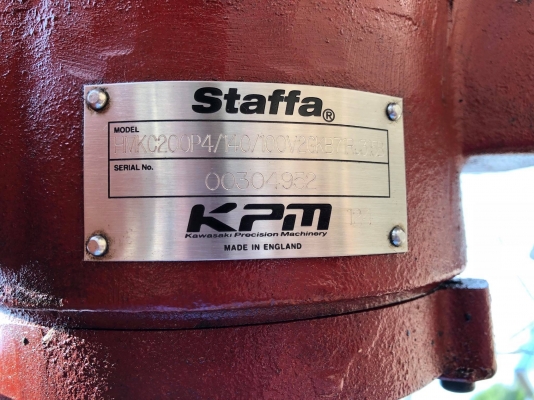 Staffa®
MODEL
SERIAL No.
00304952
KPM
Kawasaki Precision Machinery
MADE IN ENGLAND